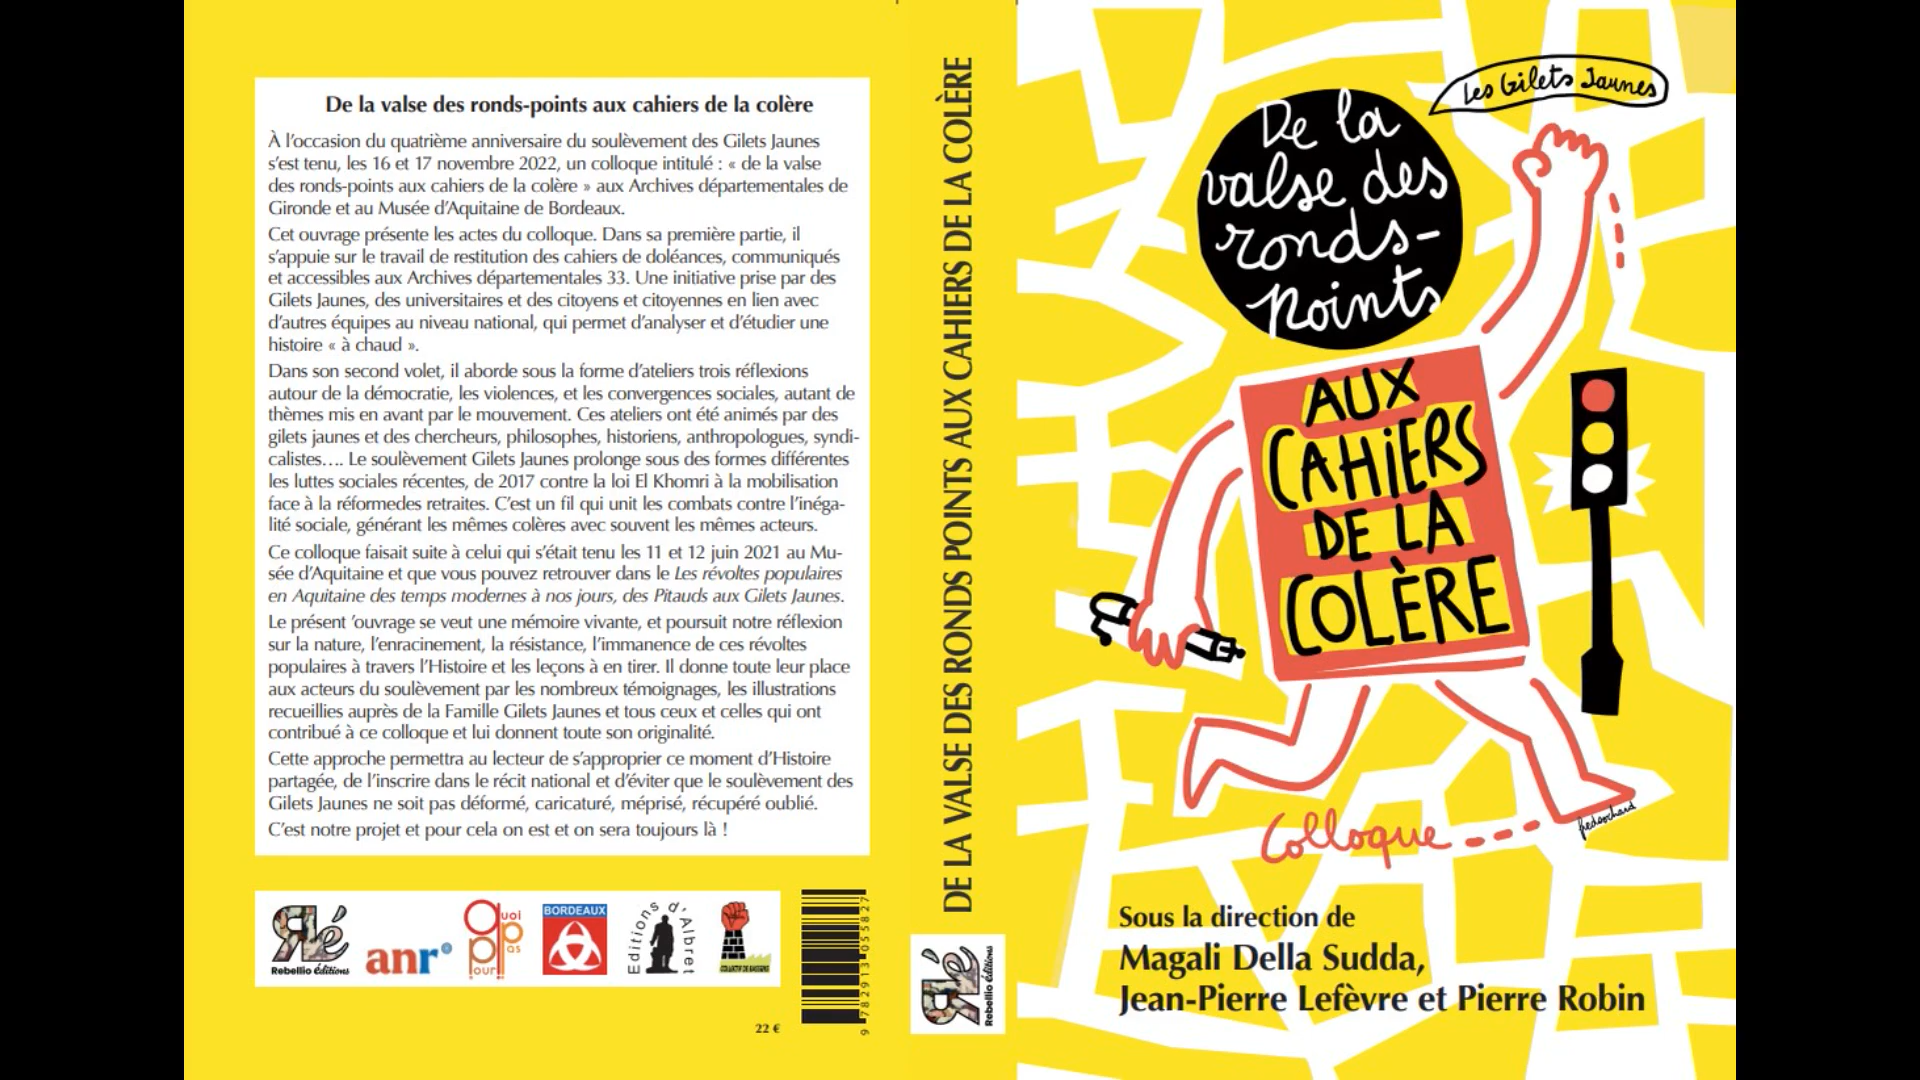 De la valse des ronds-points aux cahiers de la colère
À l'occasion du quatrième anniversaire du soulèvement des Gilets Jaunes
s'est tenu, les 16 et 17 novembre 2022, un colloque intitulé : « de la valse
des ronds-points aux cahiers de la colère » aux Archives départementales de
Gironde et au Musée d'Aquitaine de Bordeaux.
Cet ouvrage présente les actes du colloque. Dans sa première partie, il
s'appuie sur le travail de restitution des cahiers de doléances, communiqués
et accessibles aux Archives départementales 33. Une initiative prise par des
Gilets Jaunes, des universitaires et des citoyens et citoyennes en lien avec
d'autres équipes au niveau national, qui permet d'analyser et d'étudier une
histoire « à chaud ».
Dans son second volet, il aborde sous la forme d'ateliers trois réflexions
autour de la démocratie, les violences, et les convergences sociales, autant de
thèmes mis en avant par le mouvement. Ces ateliers ont été animés par des
gilets jaunes et des chercheurs, philosophes, historiens, anthropologues, syndi-
calistes…. Le soulèvement Gilets Jaunes prolonge sous des formes différentes
les luttes sociales récentes, de 2017 contre la loi El Khomri à la mobilisation
face à la réformedes retraites. C'est un fil qui unit les combats contre l'inéga-
lité sociale, générant les mêmes colères avec souvent les mêmes acteurs.
Ce colloque faisait suite à celui qui s'était tenu les 11 et 12 juin 2021 au Mu-
sée d'Aquitaine et que vous pouvez retrouver dans le Les révoltes populaires
en Aquitaine des temps modernes à nos jours, des Pitauds aux Gilets Jaunes.
Le présent 'ouvrage se veut une mémoire vivante, et poursuit notre réflexion
sur la nature, l'enracinement, la résistance, l'immanence de ces révoltes
populaires à travers l'Histoire et les leçons à en tirer. Il donne toute leur place
aux acteurs du soulèvement par les nombreux témoignages, les illustrations
recueillies auprès de la Famille Gilets Jaunes et tous ceux et celles qui ont
contribué à ce colloque et lui donnent toute son originalité.
Cette approche permettra au lecteur de s'approprier ce moment d'Histoire
partagée, de l'inscrire dans le récit national et d'éviter que le soulèvement des
Gilets Jaunes ne soit pas déformé, caricaturé, méprisé, récupéré oublié.
C'est notre projet et pour cela on est et on sera toujours là !
Ré
Rebellio Éditions
anr
Pourquoi pas
BORDEAUX
Editions d'Albret
22 €
9 782913 055827
DE LA VALSE DES RONDS POINTS AUX CAHIERS DE LA COLÈRE
Ré
Rebellio Éditions
Les Gilets Jaunes
De la
valse des
ronds-
points
AUX
CAHiERS
DE LA
COLÈRE
Colloque
fredsochard
Sous la direction de
Magali Della Sudda,
Jean-Pierre Lefèvre et Pierre Robin